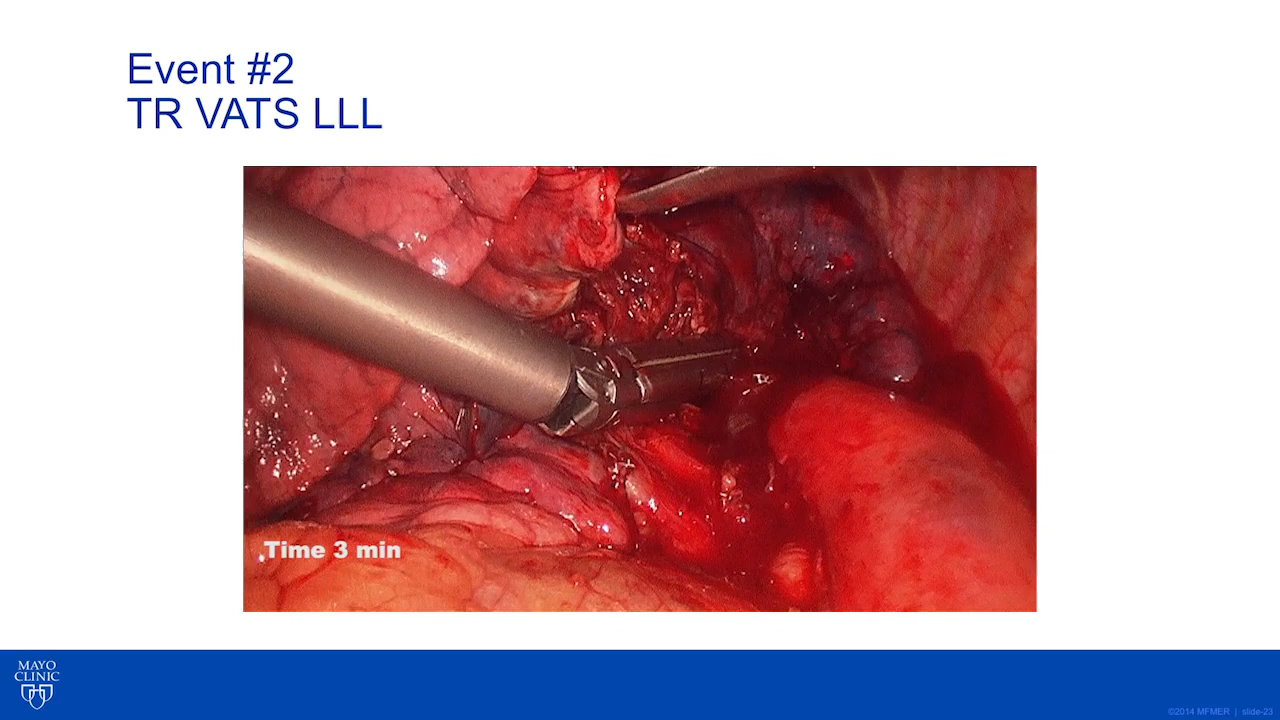 Event #2
TR VATS LLL
Time 3 min
MAYO
CLINIC
©2014 MFMER | slide-23